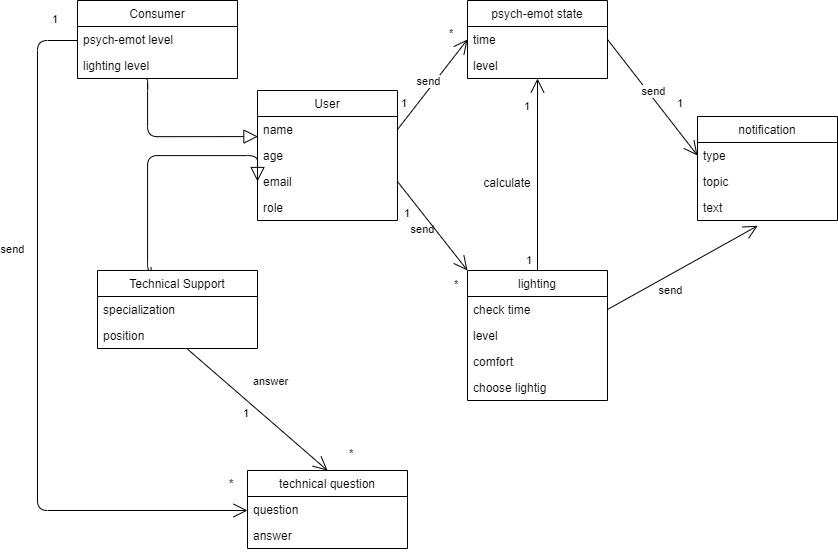 Consumer
psych-emot level
lighting level
1
psych-emot state
time
level
*
User
name
age
email
role
1
send
send
1
notification
type
topic
text
1
calculate
1
1
send
*
send
Technical Support
specialization
position
lighting
check time
level
comfort
choose lightig
send
answer
1
*
*
technical question
question
answer